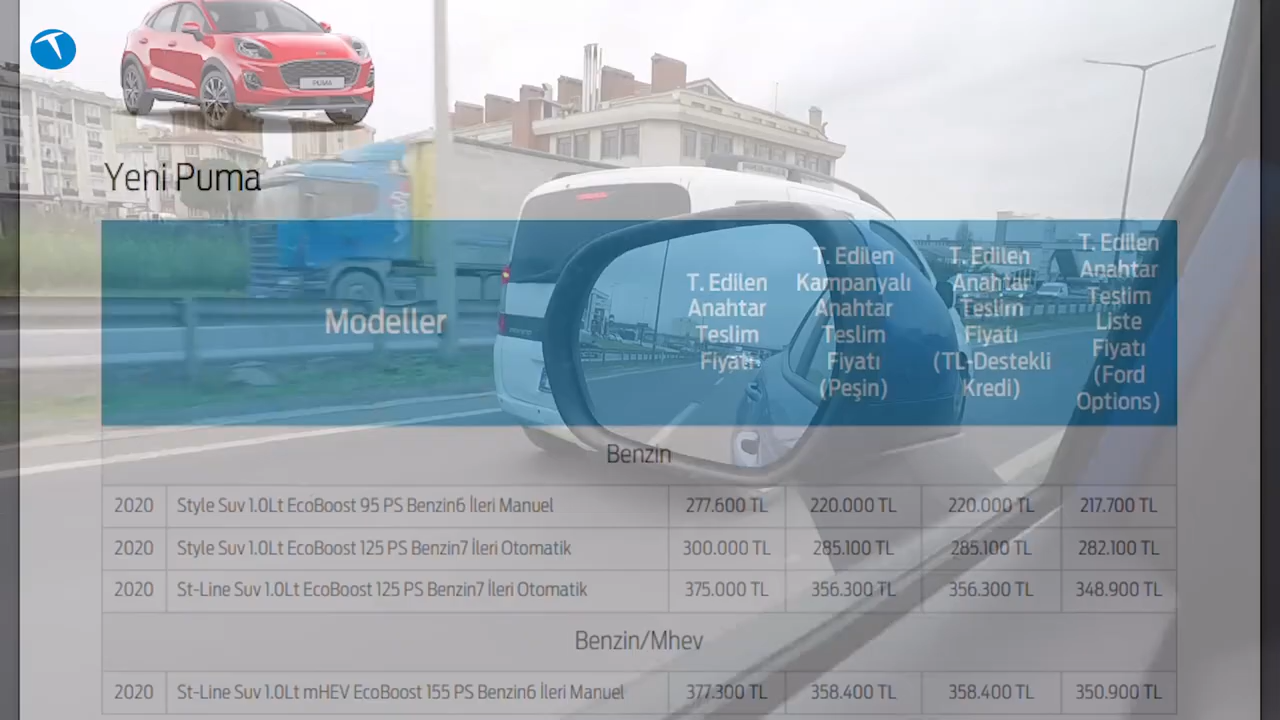 PUMA
Yeni Puma
Modeller
T. Edilen
Anahtar
Teslim
Fiyatı
T. Edilen
Kampanyalı
Anahtar
Teslim
Fiyatı
(Peşin)
T. Edilen
Anahtar
Teslim
Fiyatı
(TL-Destekli
Kredi)
T. Edilen
Anahtar
Teslim
Liste
Fiyatı
(Ford
Options)
Benzin
2020 Style Suv 1.0Lt EcoBoost 95 PS Benzin6 İleri Manuel 277.600 TL 220.000 TL 220.000 TL 217.700 TL
2020 Style Suv 1.0Lt EcoBoost 125 PS Benzin7 İleri Otomatik 300.000 TL 285.100 TL 285.100 TL 282.100 TL
2020 St-Line Suv 1.0Lt EcoBoost 125 PS Benzin7 İleri Otomatik 375.000 TL 356.300 TL 356.300 TL 348.900 TL
Benzin/Mhev
2020 St-Line Suv 1.0Lt mHEV EcoBoost 155 PS Benzin6 İleri Manuel 377.300 TL 358.400 TL 358.400 TL 350.900 TL